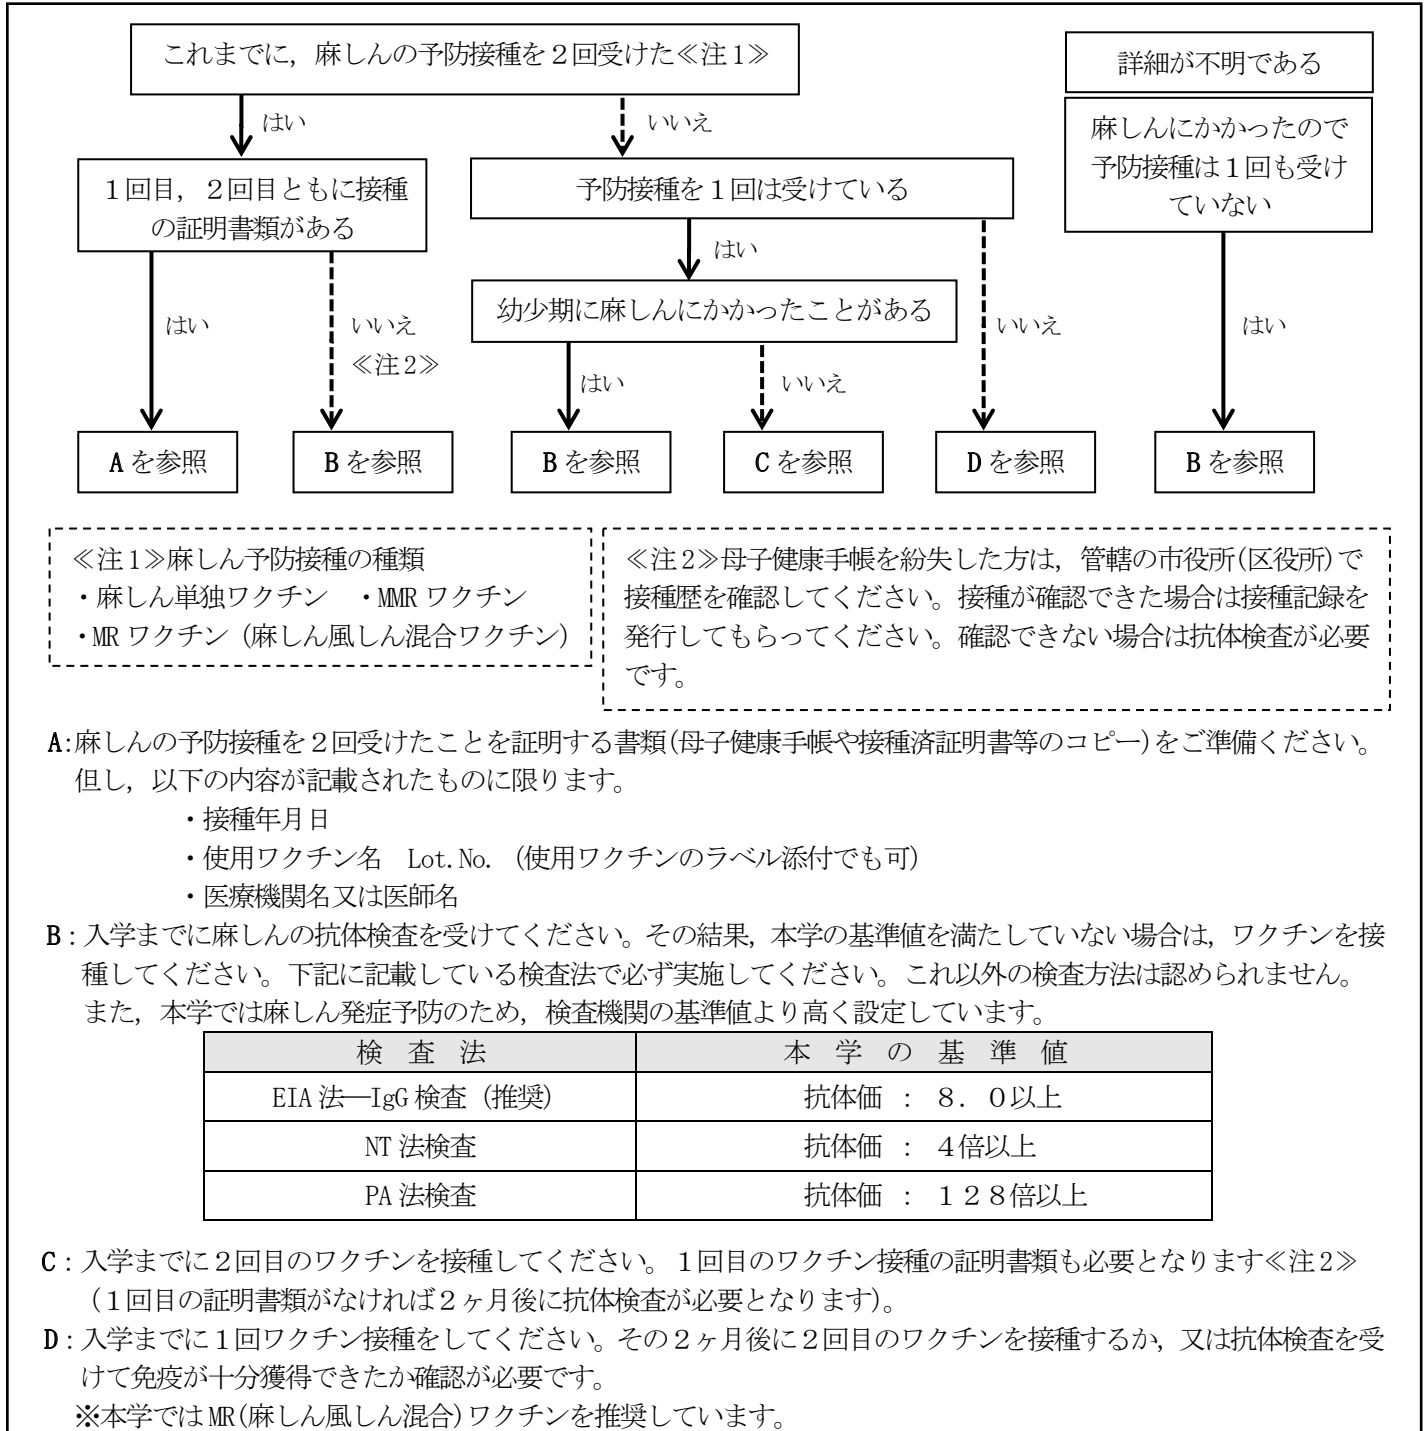 これまでに，麻しんの予防接種を２回受けた≪注1≫
詳細が不明である
麻しんにかかったので
予防接種は１回も受け
ていない
はい
いいえ
１回目，２回目ともに接種
の証明書類がある
予防接種を１回は受けている
はい
幼少期に麻しんにかかったことがある
はい
いいえ
≪注2≫
はい
いいえ
いいえ
はい
A を参照
B を参照
B を参照
C を参照
D を参照
B を参照
≪注1≫麻しん予防接種の種類
・麻しん単独ワクチン　・MMR ワクチン
・MR ワクチン（麻しん風しん混合ワクチン）
≪注2≫母子健康手帳を紛失した方は，管轄の市役所(区役所)で
接種歴を確認してください。接種が確認できた場合は接種記録を
発行してもらってください。確認できない場合は抗体検査が必要
です。
A:麻しんの予防接種を２回受けたことを証明する書類(母子健康手帳や接種済証明書等のコピー)をご準備ください。
但し，以下の内容が記載されたものに限ります。
・接種年月日
・使用ワクチン名　Lot.No.（使用ワクチンのラベル添付でも可）
・医療機関名又は医師名
B：入学までに麻しんの抗体検査を受けてください。その結果，本学の基準値を満たしていない場合は，ワクチンを接
種してください。下記に記載している検査法で必ず実施してください。これ以外の検査方法は認められません。
また，本学では麻しん発症予防のため，検査機関の基準値より高く設定しています。
検　査　法　本　学　の　基　準　値
EIA 法―IgG 検査（推奨）　抗体価　：　８．０以上
NT 法検査　抗体価　：　４倍以上
PA 法検査　抗体価　：　１２８倍以上
C：入学までに２回目のワクチンを接種してください。１回目のワクチン接種の証明書類も必要となります≪注2≫
（１回目の証明書類がなければ２ヶ月後に抗体検査が必要となります)。
D：入学までに１回ワクチン接種をしてください。その２ヶ月後に２回目のワクチンを接種するか，又は抗体検査を受
けて免疫が十分獲得できたか確認が必要です。
※本学では MR(麻しん風しん混合)ワクチンを推奨しています。